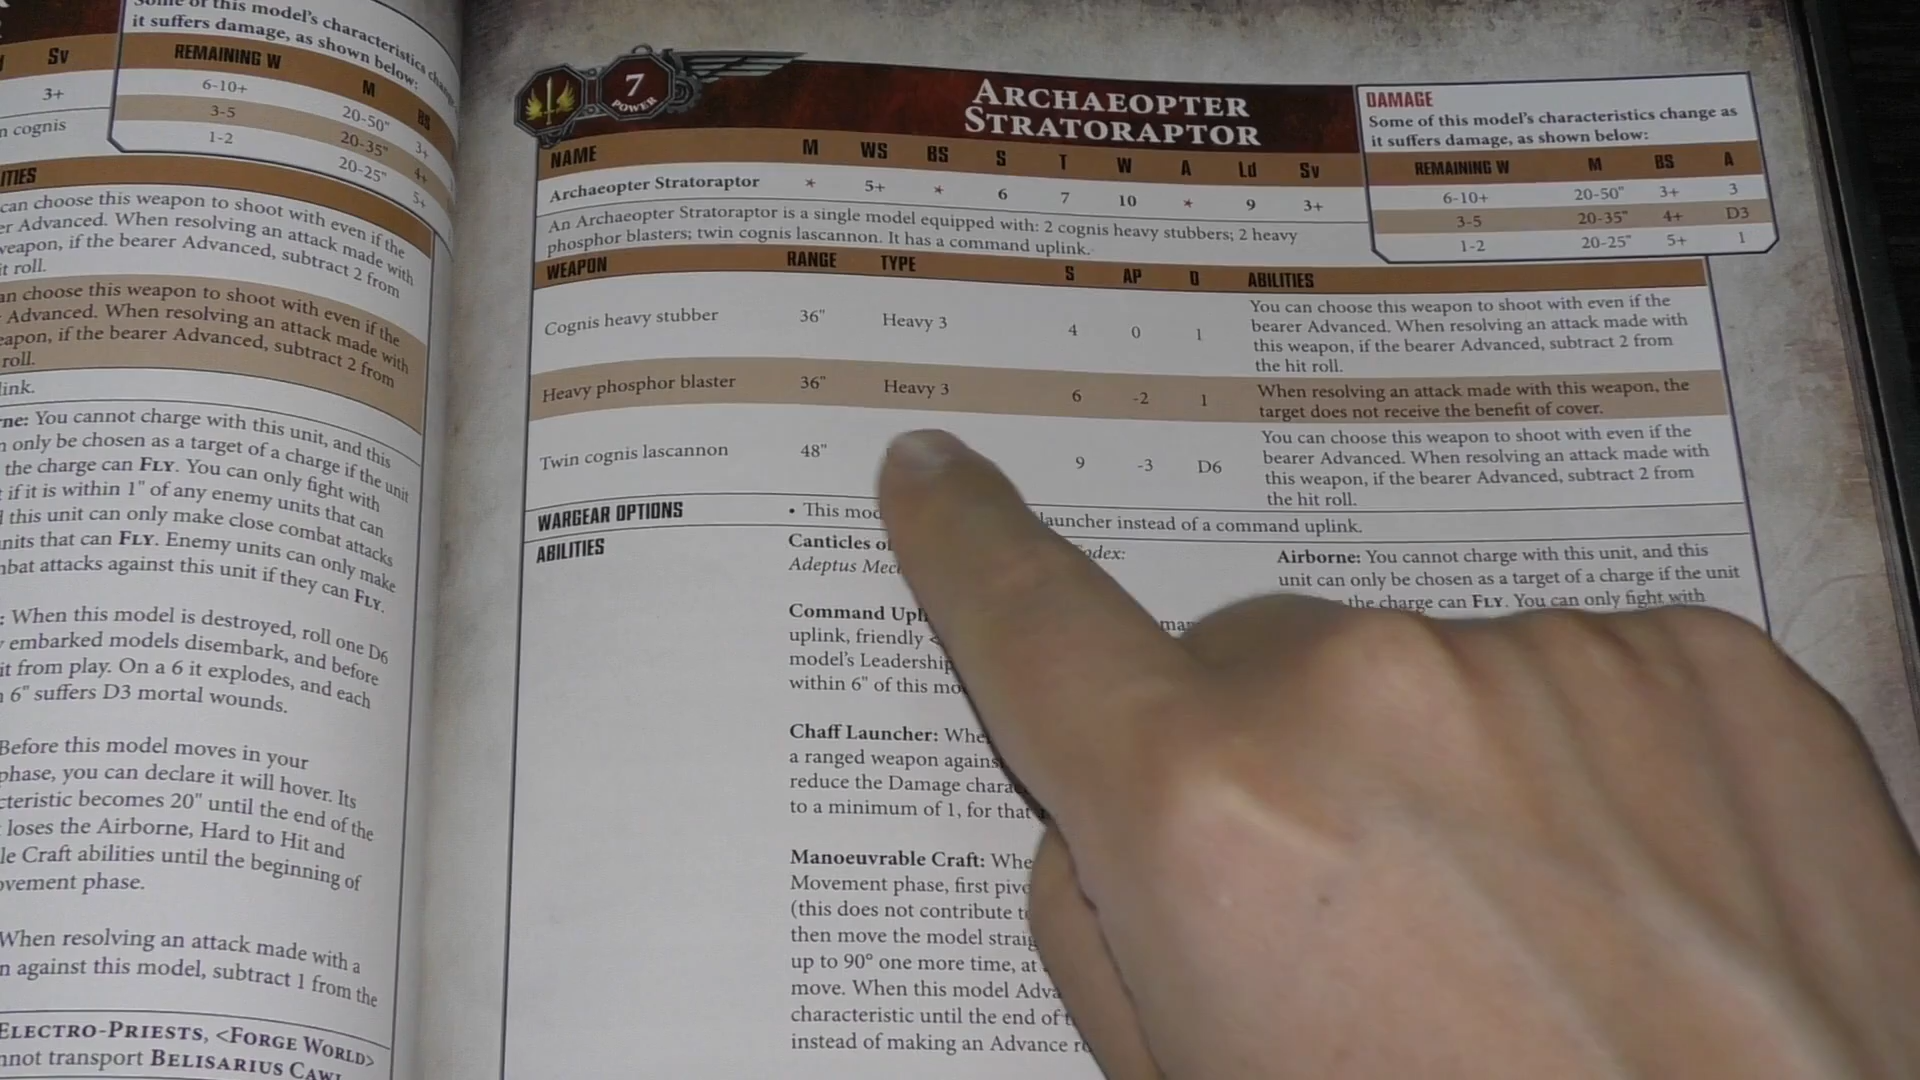 Some of this model's characteristics
it suffers damage, as shown below:
REMAINING W M BS
6-10+ 20-50" 3+
3-5 20-35" 4+
1-2 20-25" 5+
Sv
3+
cognis
can choose this weapon to shoot with even if the
Advanced. When resolving an attack made with
weapon, if the bearer Advanced, subtract 2 from
roll.
can choose this weapon to shoot with even if the
Advanced. When resolving an attack made with
if the bearer Advanced, subtract 2 from
roll.
You cannot charge with this unit, and this
only be chosen as a target of a charge if the unit
the charge can FLY. You can only fight with
if it is within 1" of any enemy units that can
this unit can only make close combat attacks
units that can FLY. Enemy units can only make
attacks against this unit if they can FLY.
: When this model is destroyed, roll one D6
embarked models disembark, and before
it from play. On a 6 it explodes, and each
6" suffers D3 mortal wounds.
Before this model moves in your
phase, you can declare it will hover. Its
becomes 20" until the end of the
loses the Airborne, Hard to Hit and
Craft abilities until the beginning of
phase.
When resolving an attack made with a
against this model, subtract 1 from the
ELECTRO-PRIESTS, <FORGE WORLD>
transport BELISARIUS CAWL
7
POWER
ARCHAEOPTER
STRATORAPTOR
NAME M WS BS S T W A Ld Sv
Archaeopter Stratoraptor * 5+ * 6 7 10 * 9 3+
An Archaeopter Stratoraptor is a single model equipped with: 2 cognis heavy stubbers; 2 heavy
phosphor blasters; twin cognis lascannon. It has a command uplink.
DAMAGE
Some of this model's characteristics change as
it suffers damage, as shown below:
REMAINING W M BS A
6-10+ 20-50" 3+ 3
3-5 20-35" 4+ D3
1-2 20-25" 5+ 1
WEAPON RANGE TYPE S AP D ABILITIES
Cognis heavy stubber 36" Heavy 3 4 0 1
You can choose this weapon to shoot with even if the
bearer Advanced. When resolving an attack made with
this weapon, if the bearer Advanced, subtract 2 from
the hit roll.
Heavy phosphor blaster 36" Heavy 3 6 -2 1
When resolving an attack made with this weapon, the
target does not receive the benefit of cover.
Twin cognis lascannon 48" 9 -3 D6
You can choose this weapon to shoot with even if the
bearer Advanced. When resolving an attack made with
this weapon, if the bearer Advanced, subtract 2 from
the hit roll.
WARGEAR OPTIONS
• This launcher instead of a command uplink.
ABILITIES
Canticles
Adeptus
Command
uplink, friendly
model's Leadership
within 6" of this
Chaff Launcher:
a ranged weapon against
reduce the Damage
to a minimum of 1, for that
Manoeuvrable Craft:
Movement phase, first
(this does not contribute
then move the model
up to 90° one more time, at
move. When this model
characteristic until the end of
instead of making an Advance
Airborne: You cannot charge with this unit, and this
unit can only be chosen as a target of a charge if the unit
the charge can FLY. You can only fight with